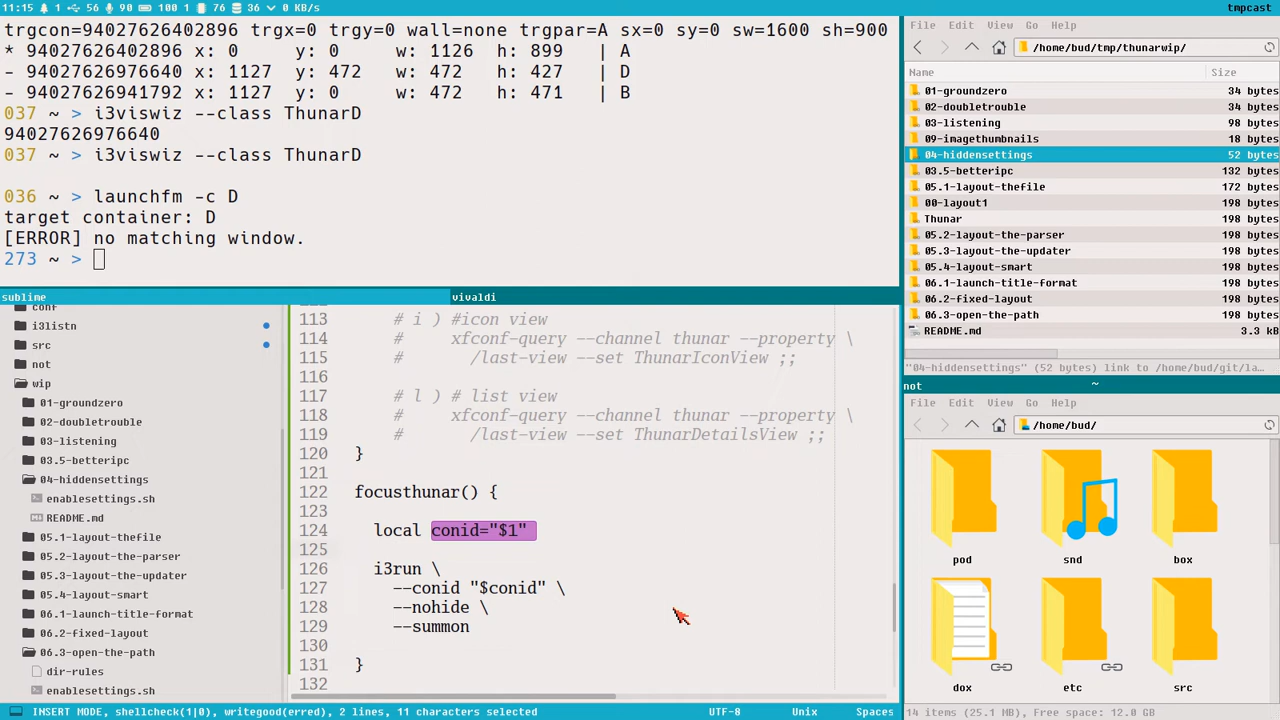 11:15 1 56 90 100 1 76 36 0 KB/s
tmpcast
trgcon=94027626402896 trgx=0 trgy=0 wall=none trgpar=A sx=0 sy=0 sw=1600 sh=900
* 94027626402896 x: 0 y: 0 w: 1126 h: 899 | A
- 94027626976640 x: 1127 y: 472 w: 472 h: 427 | D
- 94027626941792 x: 1127 y: 0 w: 472 h: 471 | B
037 ~ > i3viswiz --class ThunarD
94027626976640
037 ~ > i3viswiz --class ThunarD
036 ~ > launchfm -c D
target container: D
[ERROR] no matching window.
273 ~ >
sublime
vivaldi
conf
i3listn
src
not
wip
01-groundzero
02-doubletrouble
03-listening
03.5-betteripc
04-hiddensettings
enablesettings.sh
README.md
05.1-layout-thefile
05.2-layout-the-parser
05.3-layout-the-updater
05.4-layout-smart
06.1-launch-title-format
06.2-fixed-layout
06.3-open-the-path
dir-rules
enablesettings.sh
113 # i ) #icon view
114 # xfconf-query --channel thunar --property \
115 # /last-view --set ThunarIconView ;;
116
117 # l ) # list view
118 # xfconf-query --channel thunar --property \
119 # /last-view --set ThunarDetailsView ;;
120 }
121
122 focusthunar() {
123
124 local conid="$1"
125
126 i3run \
127 --conid "$conid" \
128 --nohide \
129 --summon
130
131 }
132
INSERT MODE, shellcheck(1|0), writegood(erred), 2 lines, 11 characters selected
UTF-8 Unix Spaces
File Edit View Go Help
/home/bud/tmp/thunarwip/
Name Size
01-groundzero 34 bytes
02-doubletrouble 34 bytes
03-listening 98 bytes
09-imagethumbnails 18 bytes
04-hiddensettings 52 bytes
03.5-betteripc 132 bytes
05.1-layout-thefile 172 bytes
00-layout1 198 bytes
Thunar 198 bytes
05.2-layout-the-parser 198 bytes
05.3-layout-the-updater 198 bytes
05.4-layout-smart 198 bytes
06.1-launch-title-format 198 bytes
06.2-fixed-layout 198 bytes
06.3-open-the-path 198 bytes
README.md 3.3 kB
"04-hiddensettings" (52 bytes) link to /home/bud/git/la...
not ~
File Edit View Go Help
/home/bud/
pod snd box
dox etc src
14 items (25.1 MB), Free space: 12.0 GB